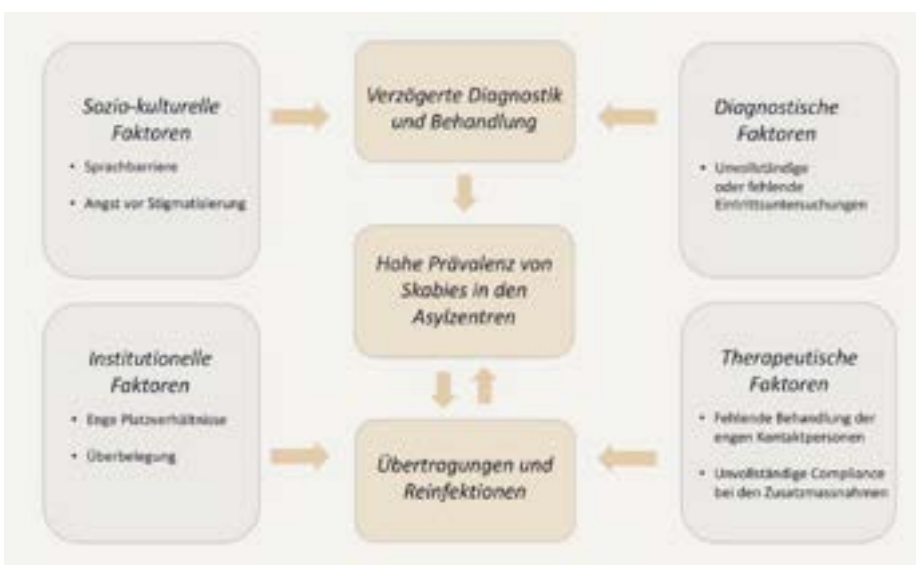 Sozio-kulturelle
Faktoren
• Sprachbarriere
• Angst vor Stigmatisierung
Verzögerte Diagnostik
und Behandlung
Diagnostische
Faktoren
• Unvollständige
oder fehlende
Eintrittsuntersuchungen
Hohe Prävalenz von
Skabies in den
Asylzentren
Institutionelle
Faktoren
• Enge Platzverhältnisse
• Überbelegung
Übertragungen und
Reinfektionen
Therapeutische
Faktoren
• Fehlende Behandlung der
engen Kontaktpersonen
• Unvollständige Compliance
bei den Zusatzmassnahmen